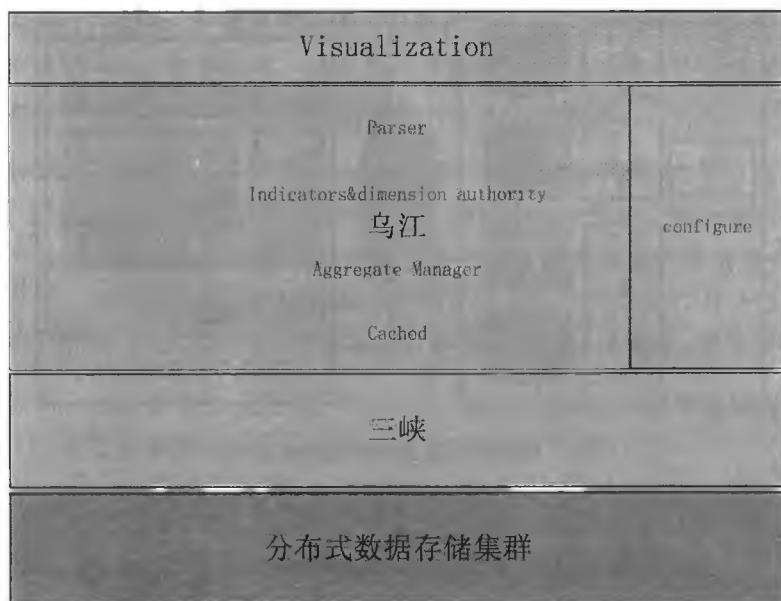 Visualization
Parser
Indicators&dimension authority
乌江
configure
Aggregate Manager
Cached
三峡
分布式数据存储集群